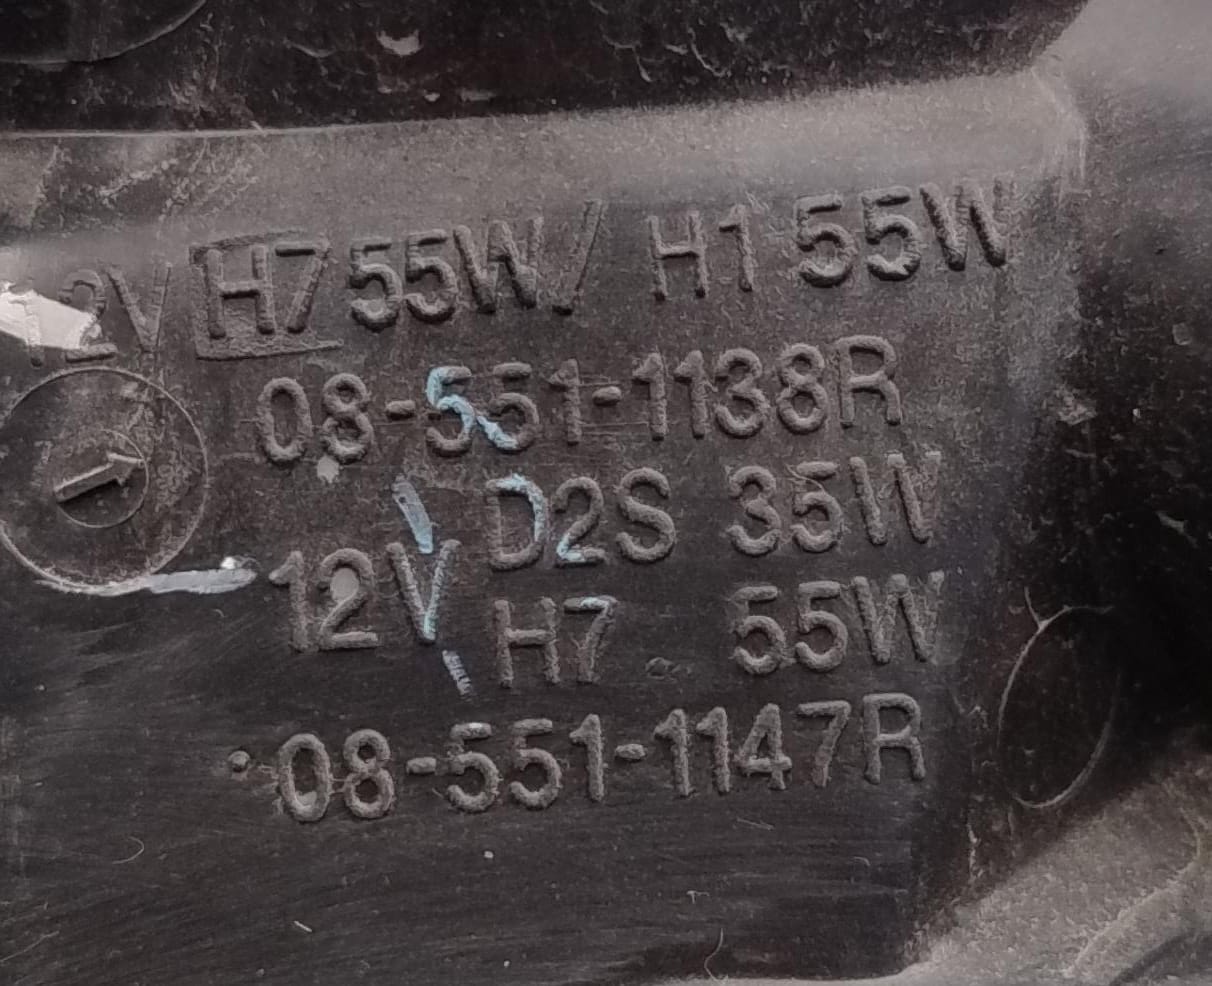 12V H7 55W/ H1 55W
08-551-1138R
D2S 35W
12V
H7 55W
08-551-1147R